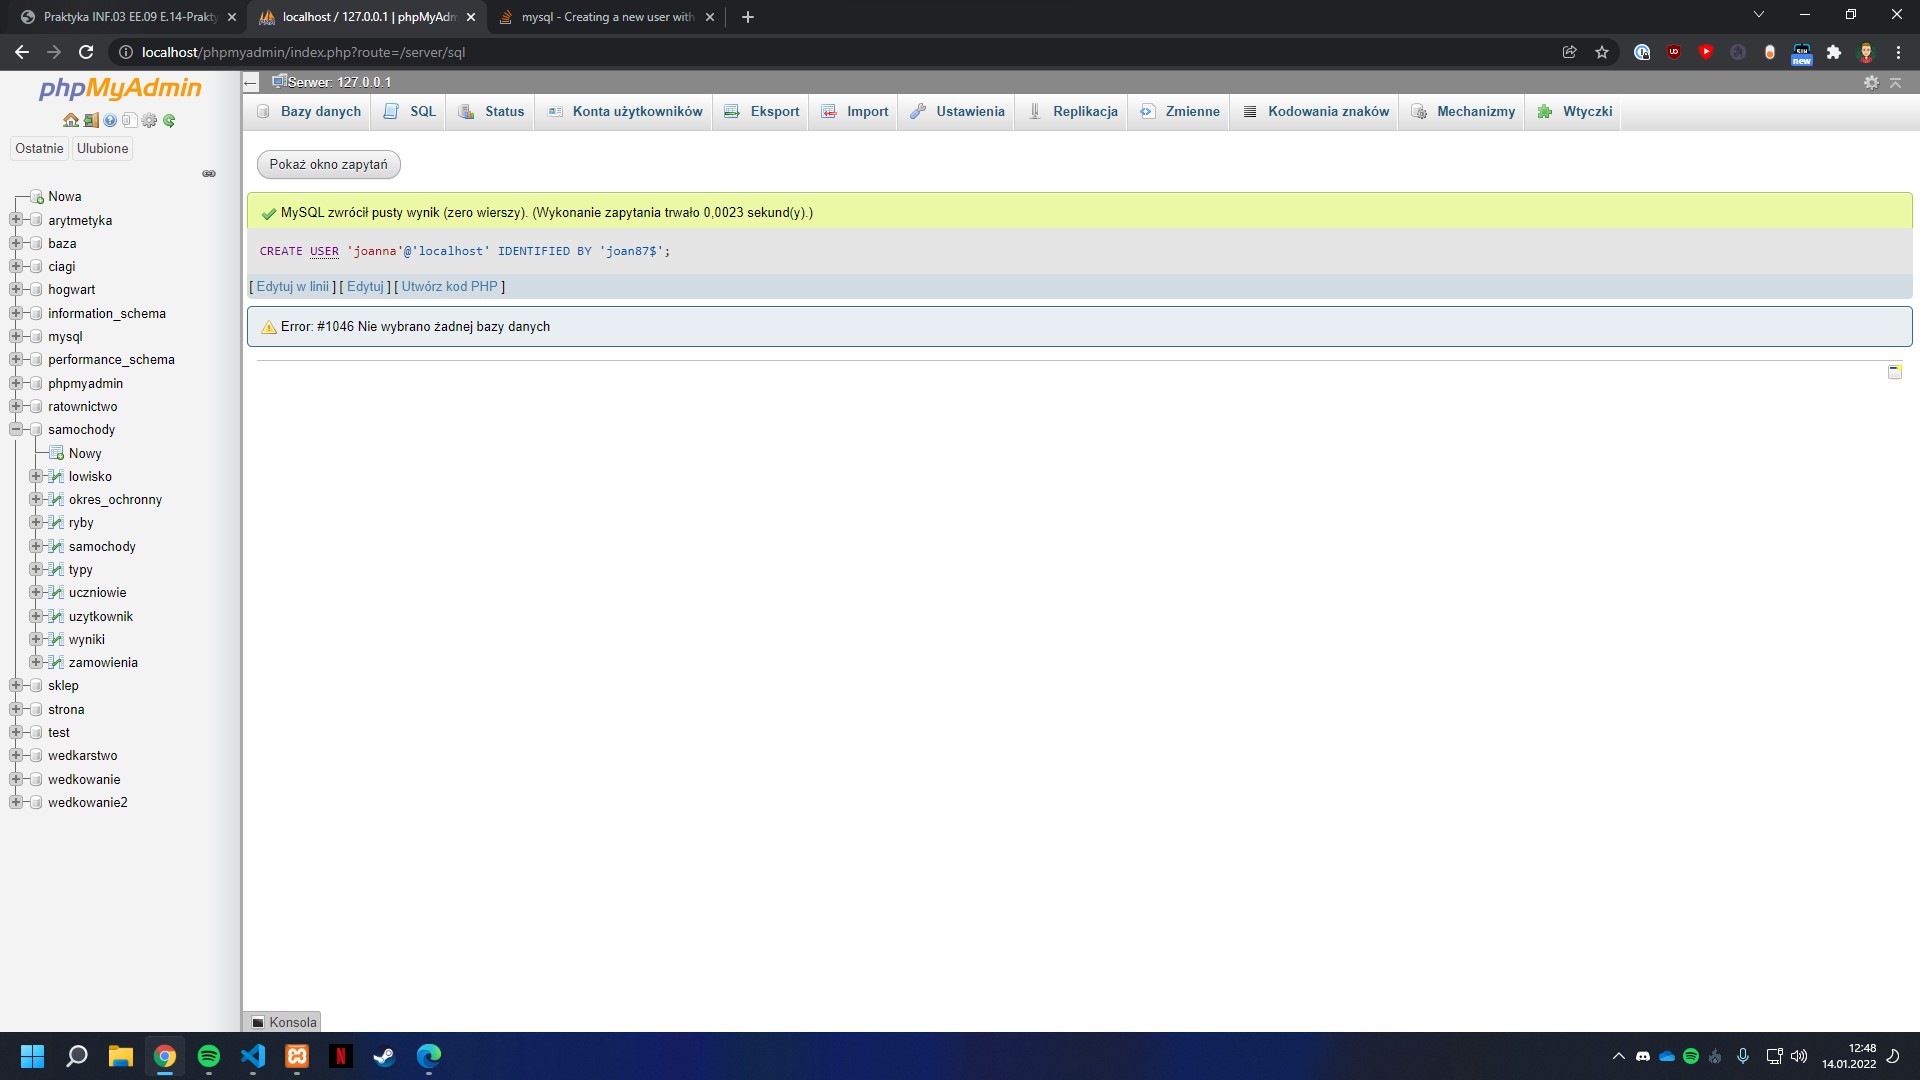 Praktyka INF.03 EE.09 E.14-Prakty
localhost / 127.0.0.1 | phpMyAdm
mysql - Creating a new user with
localhost/phpmyadmin/index.php?route=/server/sql
new
phpMyAdmin
Ostatnie
Ulubione
Nowa
arytmetyka
baza
ciagi
hogwart
information_schema
mysql
performance_schema
phpmyadmin
ratownictwo
samochody
Nowy
lowisko
okres_ochronny
ryby
samochody
typy
uczniowie
uzytkownik
wyniki
zamowienia
sklep
strona
test
wedkarstwo
wedkowanie
wedkowanie2
Serwer: 127.0.0.1
Bazy danych
SQL
Status
Konta użytkowników
Eksport
Import
Ustawienia
Replikacja
Zmienne
Kodowania znaków
Mechanizmy
Wtyczki
Pokaż okno zapytań
MySQL zwrócił pusty wynik (zero wierszy). (Wykonanie zapytania trwało 0,0023 sekund(y).)
CREATE USER 'joanna'@'localhost' IDENTIFIED BY 'joan87$';
[ Edytuj w linii ] [ Edytuj ] [ Utwórz kod PHP ]
Error: #1046 Nie wybrano żadnej bazy danych
Konsola
12:48
14.01.2022